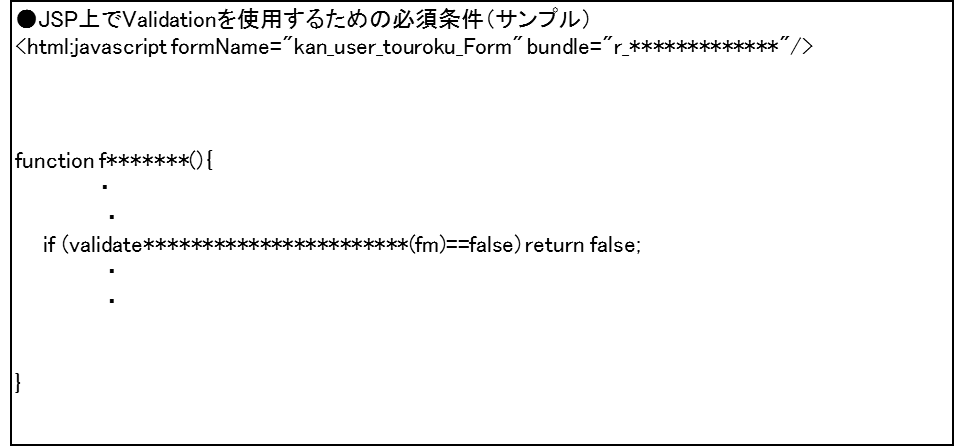 ●JSP上でValidationを使用するための必須条件（サンプル）
<html:javascript formName="kan_user_touroku_Form" bundle="r_*************"/>
function f*******(){
・
・
if (validate***********************(fm)==false) return false;
・
・
}